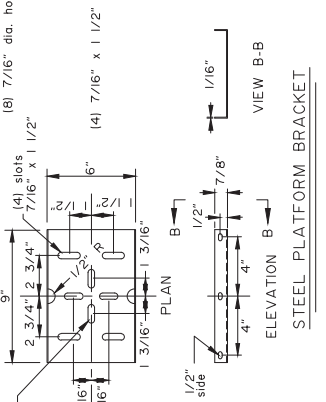 (8) 7/16" dia. ho
(4) 7/16" x 1 1/2"
(4) slots
7/16" x 1 1/2"
6"
1 1/2"
1 1/2"
9"
2 3/4"
2 3/4"
1/2" R
1 3/16"
1 3/16"
16"
16"
PLAN
1/16"
VIEW B-B
B
B
7/8"
1/2"
4"
4"
1/2"
side
ELEVATION
STEEL PLATFORM BRACKET